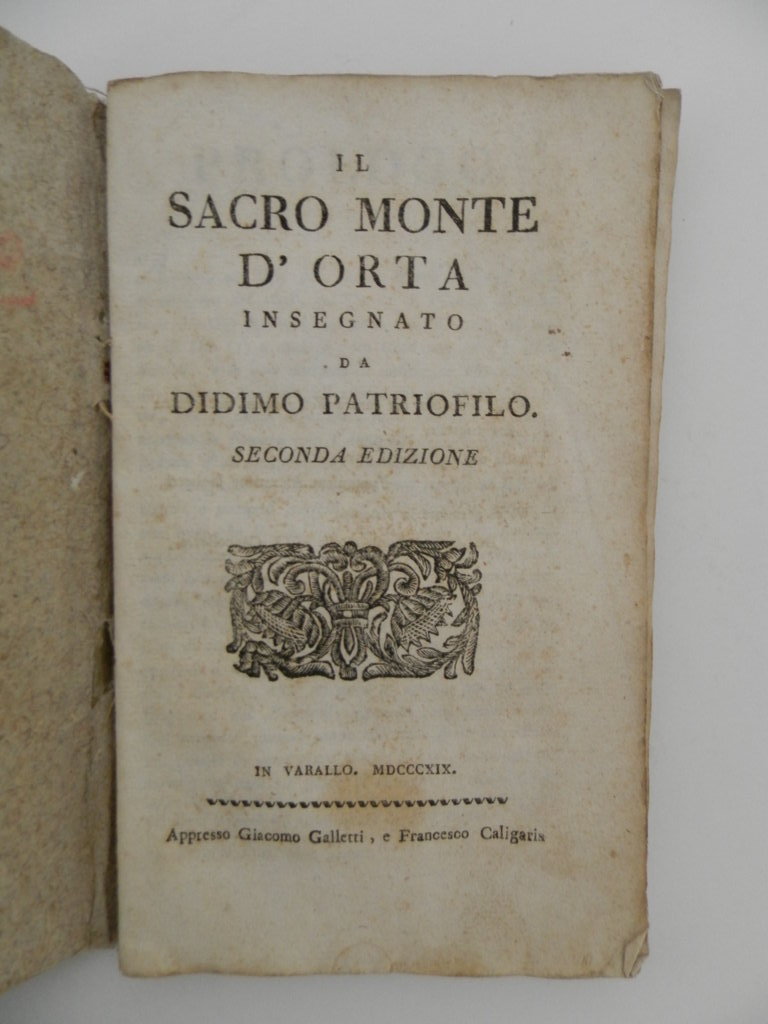 IL
SACRO MONTE
D' ORTA
INSEGNATO
DA
DIDIMO PATRIOFILO.
SECONDA EDIZIONE
IN VARALLO. MDCCCXIX.
Appresso Giacomo Galletti, e Francesco Caligaris